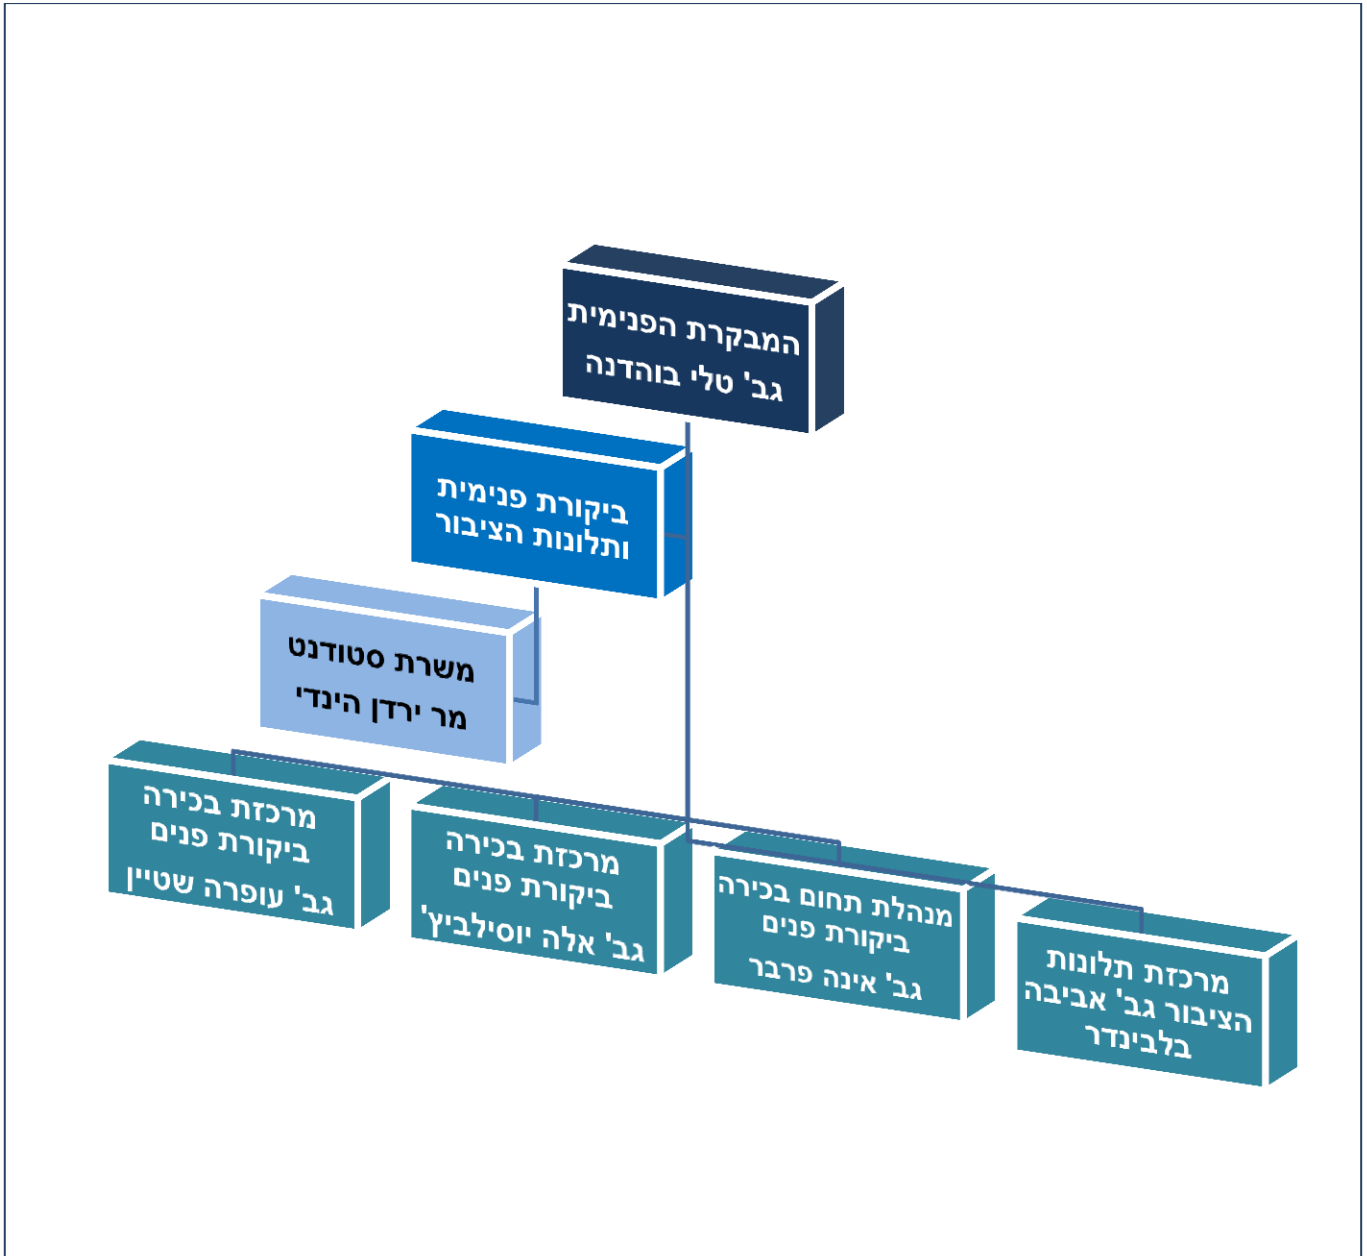 המבקרת הפנימית
גב' טלי בוהדנה
ביקורת פנימית
ותלונות הציבור
משרת סטודנט
מר ירדן הינדי
מרכזת תלונות
הציבור גב' אביבה
בלבינדר
מנהלת תחום בכירה
ביקורת פנים
גב' אינה פרבר
מרכזת בכירה
ביקורת פנים
גב' אלה יוסילביץ'
מרכזת בכירה
ביקורת פנים
גב' עופרה שטיין